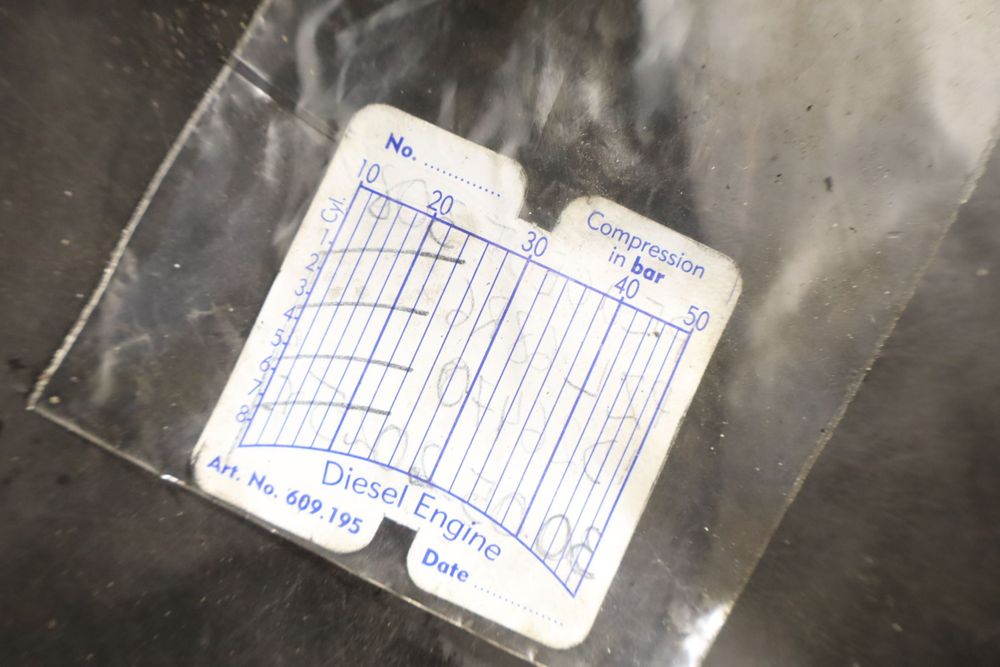 No. ..............
Compression
in bar
10 20 30 40 50
Cyl.
1
2
3
4
5
6
7
8
Diesel Engine
Art. No. 609.195
Date ................